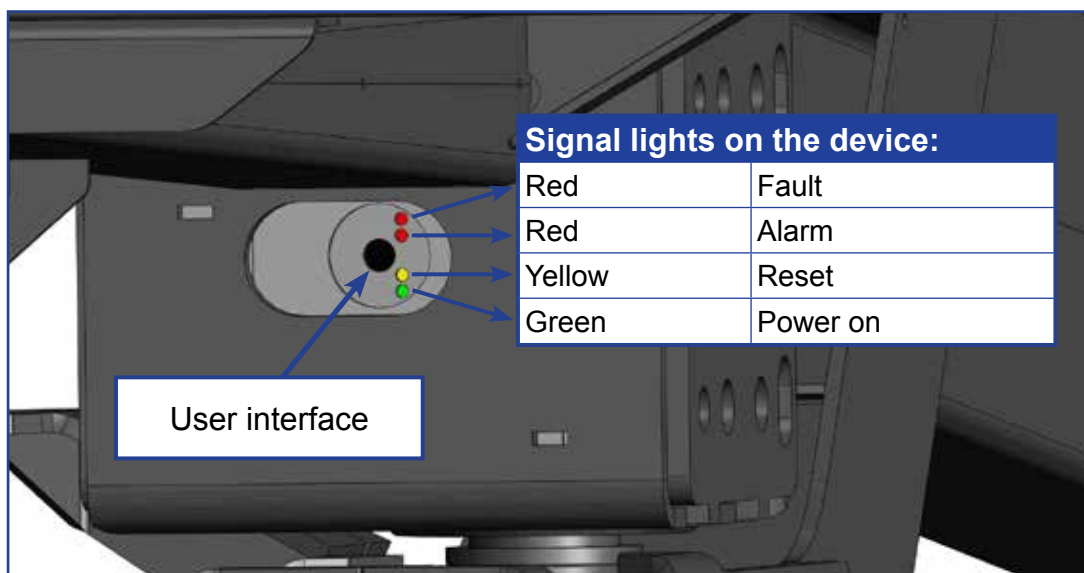 Signal lights on the device:
Red Fault
Red Alarm
Yellow Reset
Green Power on
User interface